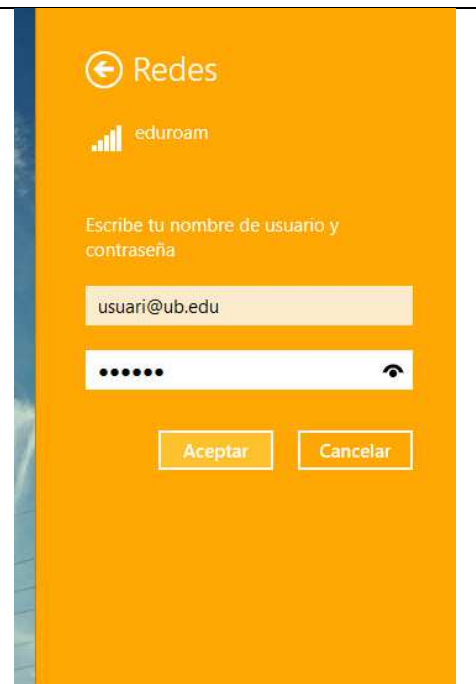 Redes
eduroam
Escribe tu nombre de usuario y
contraseña
usuari@ub.edu
••••••
Aceptar
Cancelar